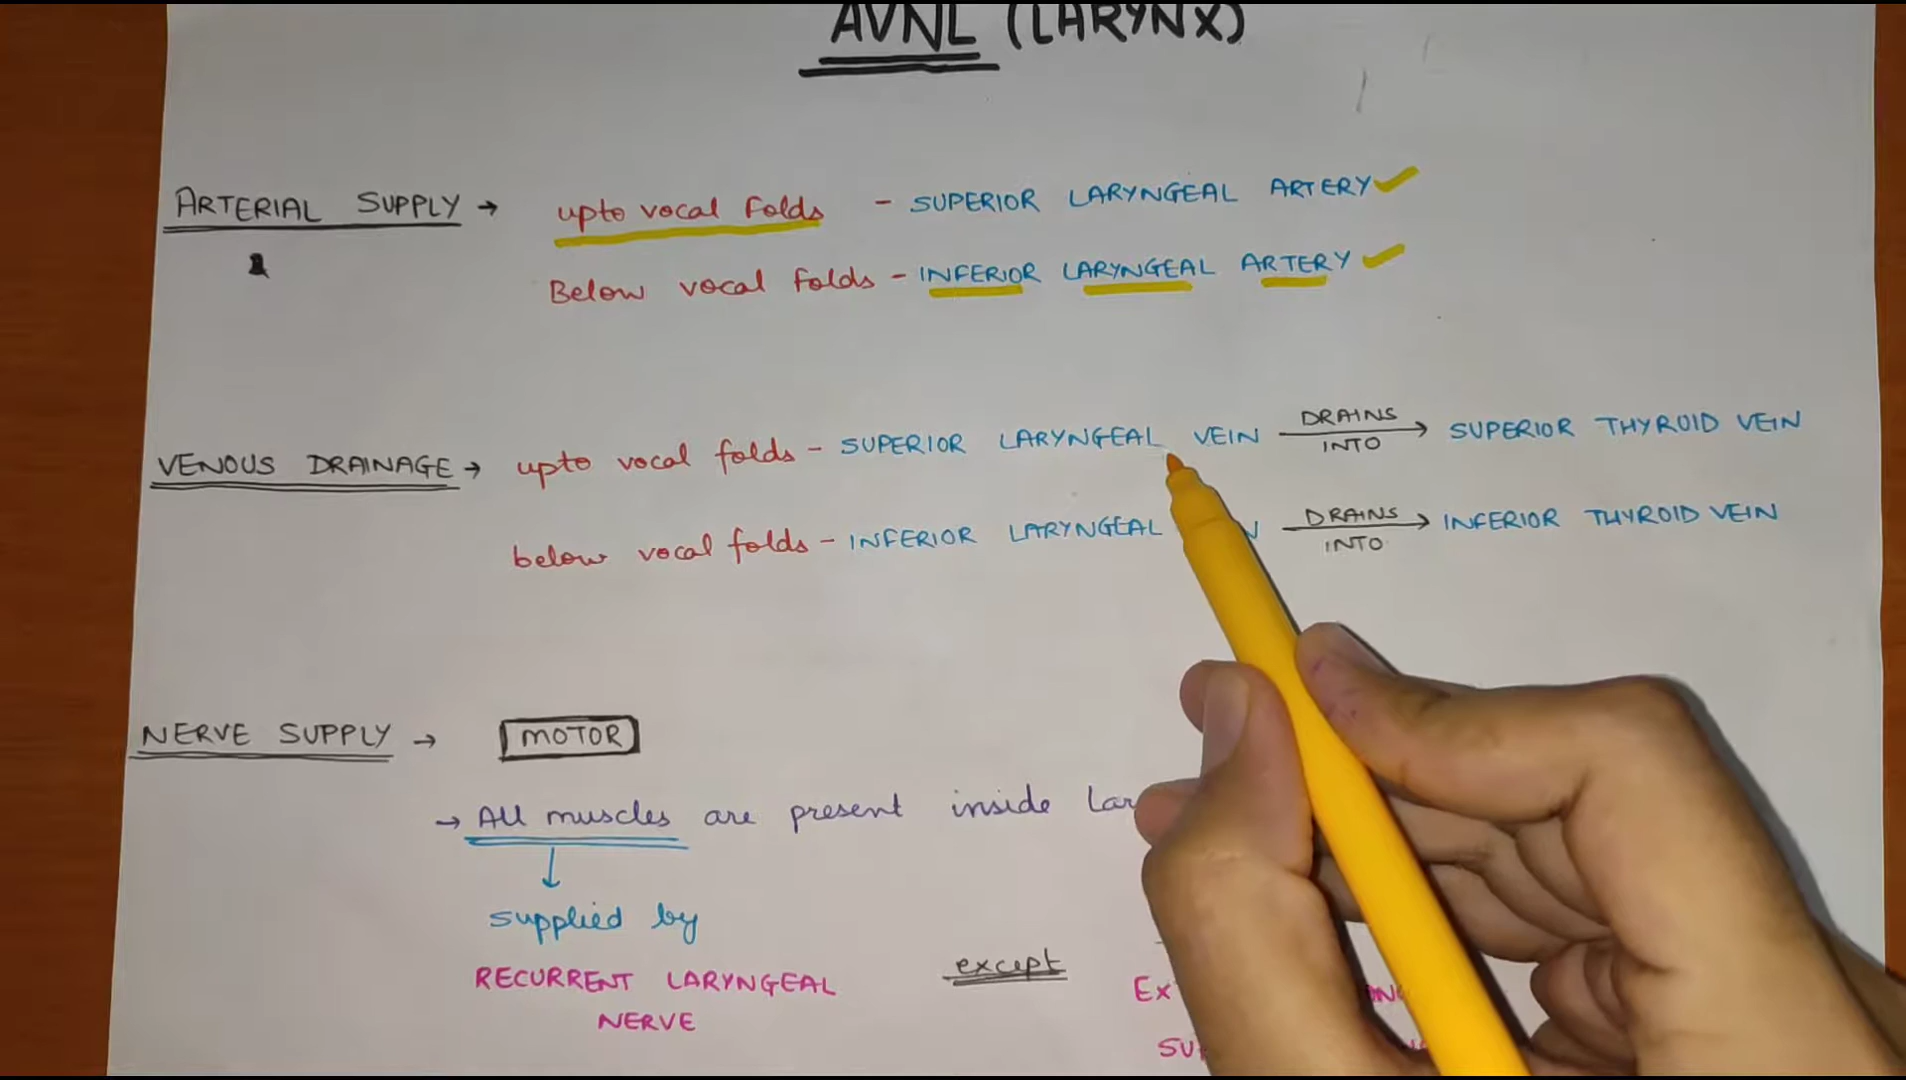 AVNL (LARYNX)
ARTERIAL SUPPLY → upto vocal folds - SUPERIOR LARYNGEAL ARTERY ✓
Below vocal folds - INFERIOR LARYNGEAL ARTERY ✓
VENOUS DRAINAGE → upto vocal folds - SUPERIOR LARYNGEAL VEIN DRAINS INTO → SUPERIOR THYROID VEIN
below vocal folds - INFERIOR LARYNGEAL DRAINS INTO → INFERIOR THYROID VEIN
NERVE SUPPLY → MOTOR
→ All muscles are present inside
↓
supplied by
RECURRENT LARYNGEAL except
NERVE